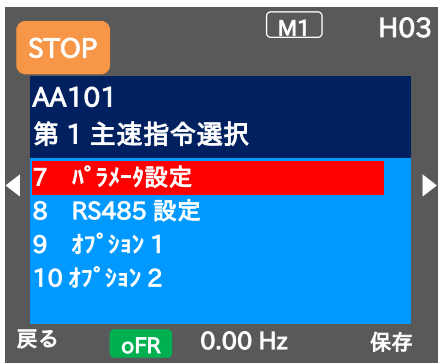 STOP M1 H03
AA101
第1主速指令選択
7 ﾊﾟﾗﾒｰﾀ設定
8 RS485 設定
9 ｵﾌﾟｼｮﾝ 1
10 ｵﾌﾟｼｮﾝ 2
戻る oFR 0.00 Hz 保存